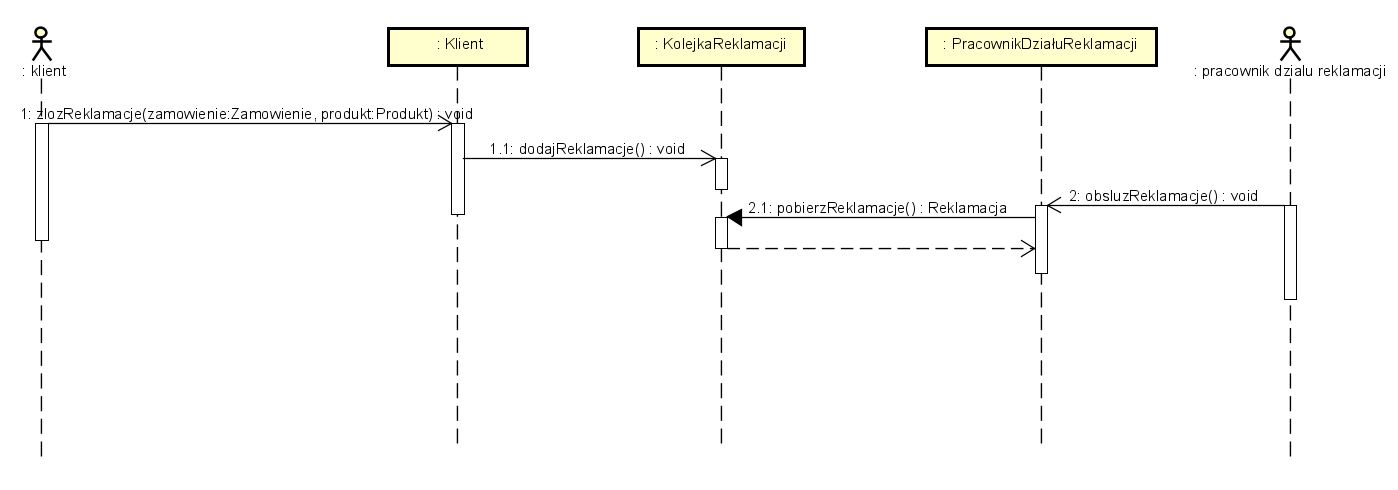 : klient
: Klient
: KolejkaReklamacji
: PracownikDziałuReklamacji
: pracownik dzialu reklamacji
1: zlozReklamacje(zamowienie:Zamowienie, produkt:Produkt) : void
1.1: dodajReklamacje() : void
2: obsluzReklamacje() : void
2.1: pobierzReklamacje() : Reklamacja